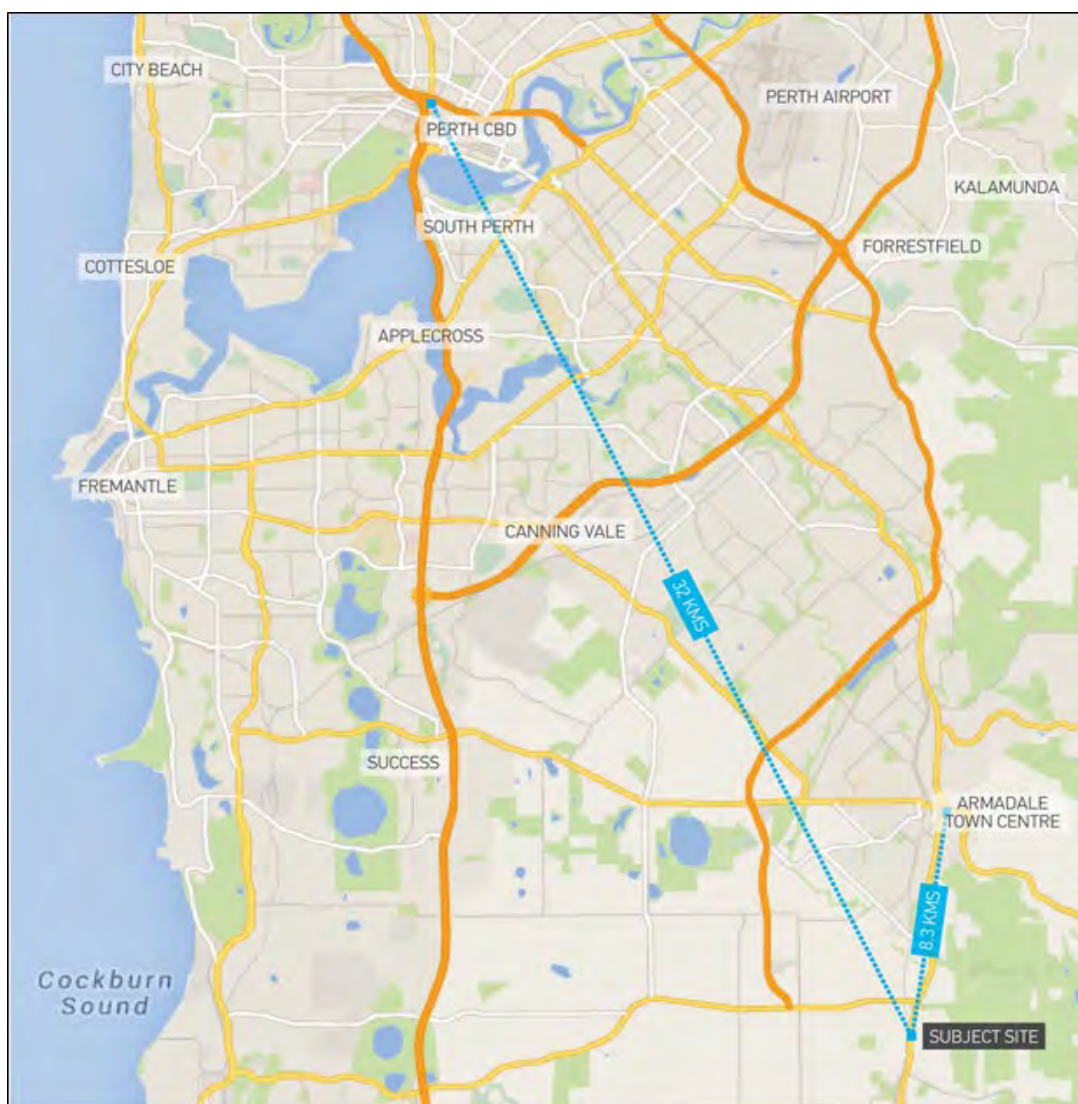 CITY BEACH
PERTH AIRPORT
PERTH CBD
KALAMUNDA
SOUTH PERTH
FORRESTFIELD
COTTESLOE
APPLECROSS
FREMANTLE
CANNING VALE
32 KMS
SUCCESS
ARMADALE
TOWN CENTRE
8.3 KMS
Cockburn
Sound
SUBJECT SITE